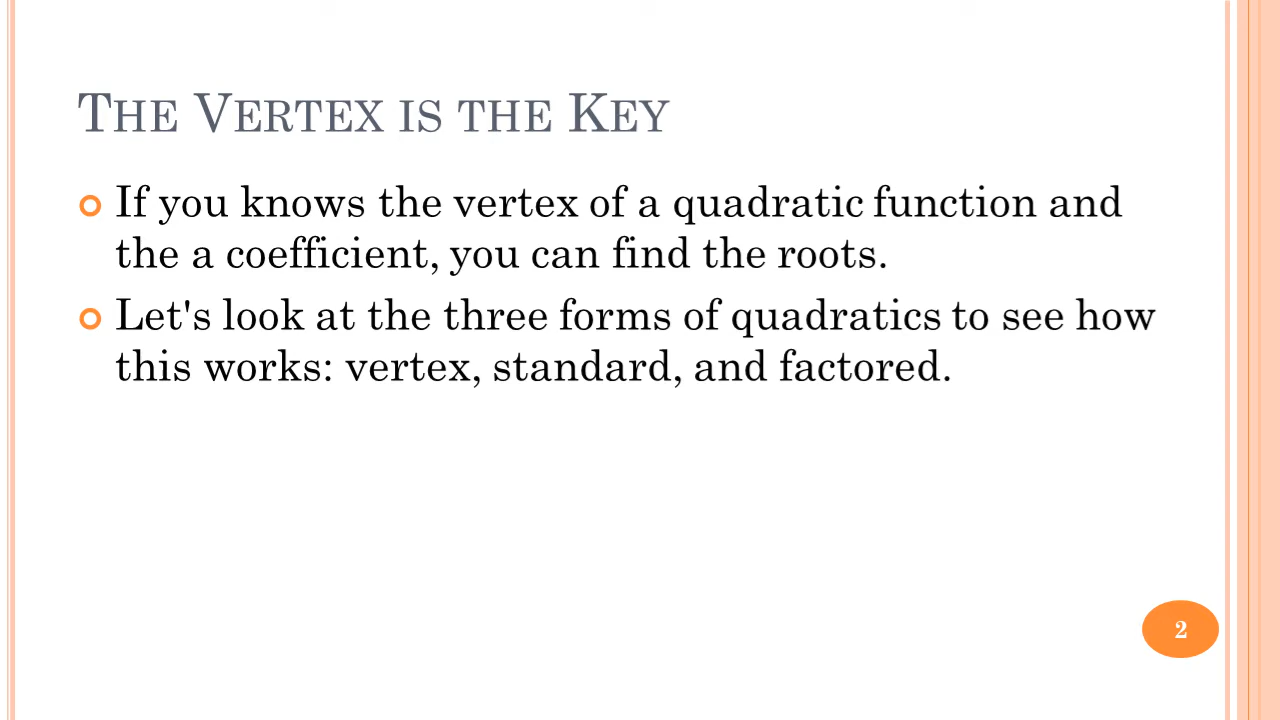 THE VERTEX IS THE KEY
If you knows the vertex of a quadratic function and
the a coefficient, you can find the roots.
Let's look at the three forms of quadratics to see how
this works: vertex, standard, and factored.
2